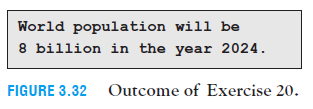 World population will be
8 billion in the year 2024.
FIGURE 3.32 Outcome of Exercise 20.